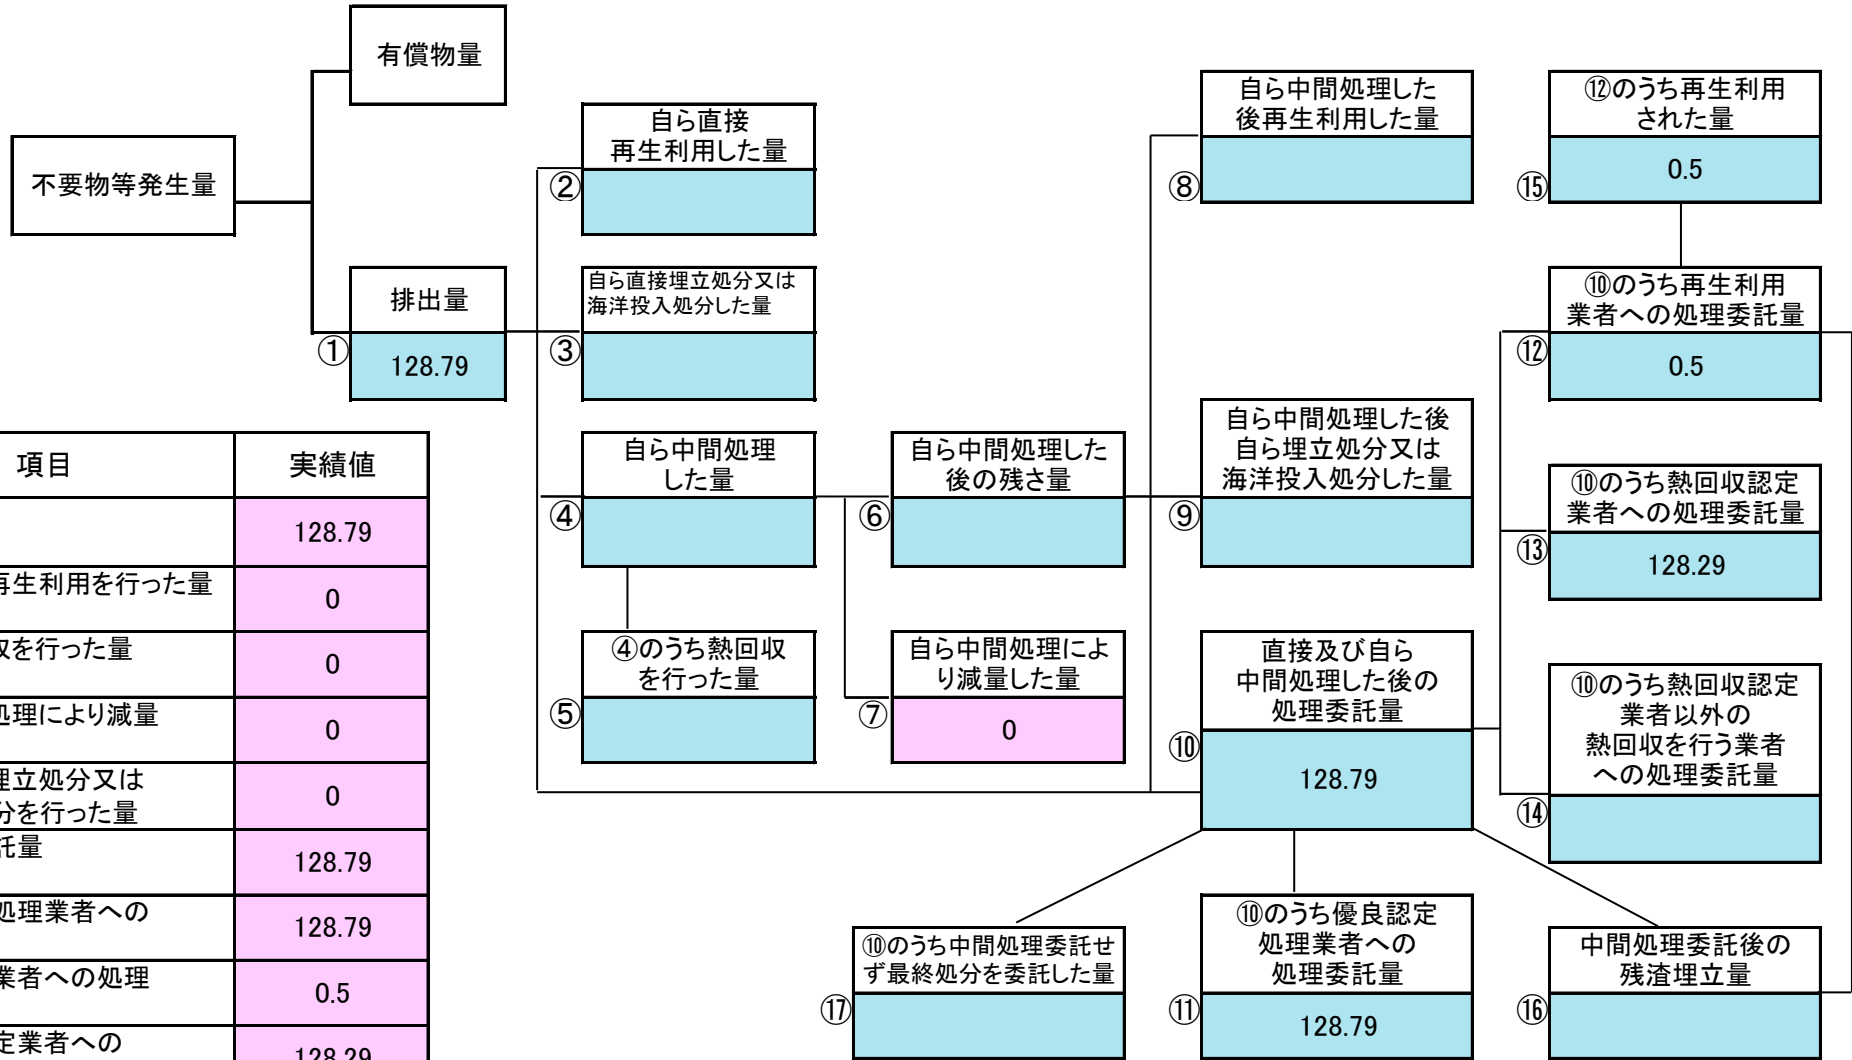 有償物量
不要物等発生量
排出量
①
128.79
自ら直接
再生利用した量
②
自ら直接埋立処分又は
海洋投入処分した量
③
自ら中間処理
した量
④
④のうち熱回収
を行った量
⑤
自ら中間処理した
後の残さ量
⑥
自ら中間処理によ
り減量した量
⑦
0
自ら中間処理した
後再生利用した量
⑧
自ら中間処理した後
自ら埋立処分又は
海洋投入処分した量
⑨
直接及び自ら
中間処理した後の
処理委託量
⑩
128.79
⑩のうち優良認定
処理業者への
処理委託量
⑪
128.79
⑩のうち中間処理委託せ
ず最終処分を委託した量
⑰
⑫のうち再生利用
された量
⑮
0.5
⑩のうち再生利用
業者への処理委託量
⑫
0.5
⑩のうち熱回収認定
業者への処理委託量
⑬
128.29
⑩のうち熱回収認定
業者以外の
熱回収を行う業者
への処理委託量
⑭
中間処理委託後の
残渣埋立量
⑯
項目 実績値
128.79
再生利用を行った量 0
を行った量 0
処理により減量 0
埋立処分又は
分を行った量 0
託量 128.79
処理業者への 128.79
業者への処理 0.5
定業者への 128.29